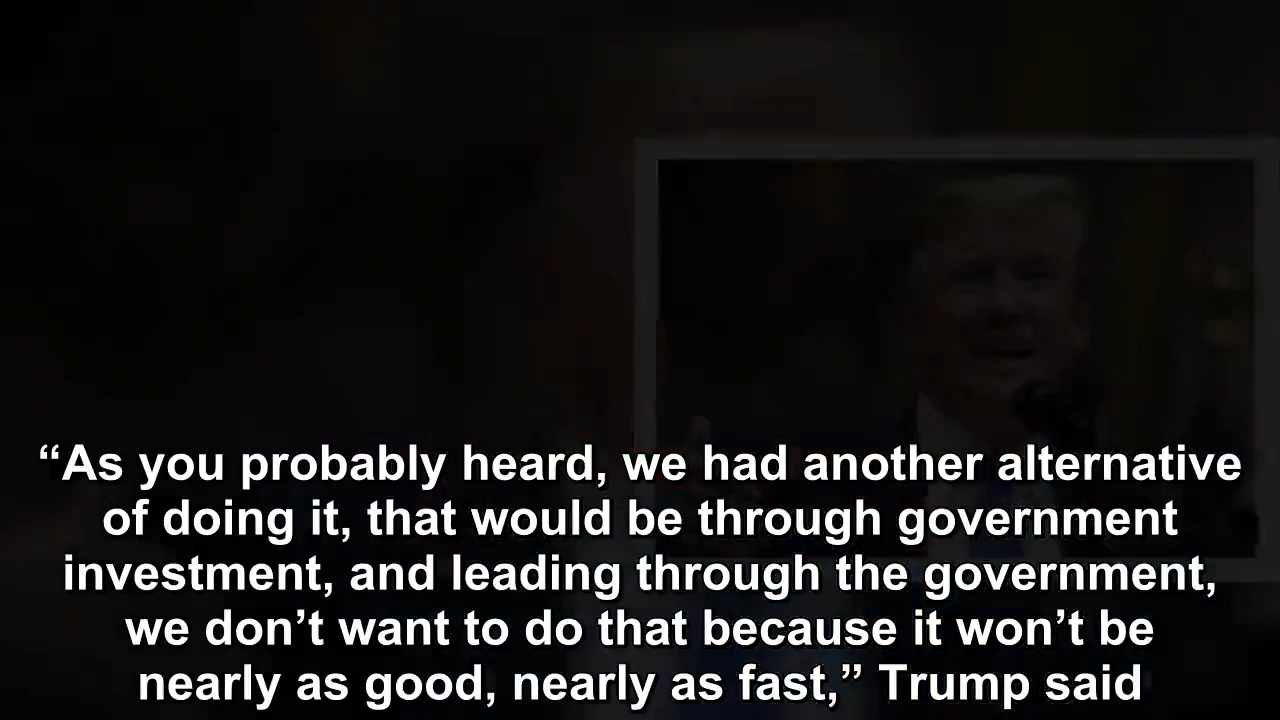 “As you probably heard, we had another alternative
of doing it, that would be through government
investment, and leading through the government,
we don’t want to do that because it won’t be
nearly as good, nearly as fast,” Trump said